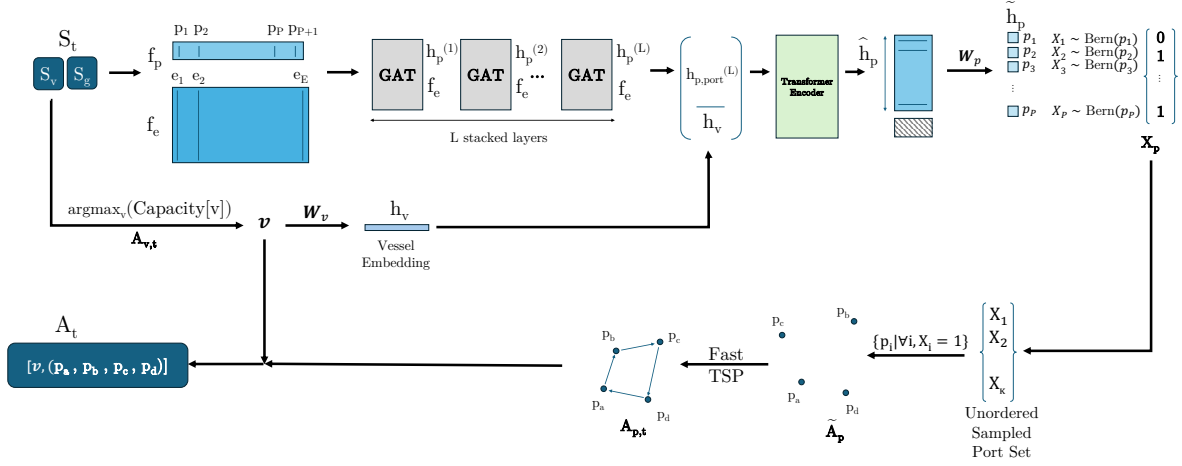 S_t
S_v S_g
f_p
p_1 p_2 p_P p_{P+1}
e_1 e_2 e_E
f_e
GAT
h_p^{(1)}
f_e
GAT
h_p^{(2)}
f_e
...
GAT
h_p^{(L)}
f_e
L stacked layers
h_{p,port}^{(L)}
h_v
Transformer
Encoder
ĥ_p
W_p
h̃_p
p_1 X_1 ~ Bern(p_1) 0
p_2 X_2 ~ Bern(p_2) 1
p_3 X_3 ~ Bern(p_3)
⋮ ⋮ ⋮
p_P X_P ~ Bern(p_P) 1
X_p
argmax_v(Capacity[v])
A_{v,t}
v
W_v
h_v
Vessel
Embedding
A_t
[v, (p_a , p_b , p_c , p_d)]
p_b p_c
p_a p_d
A_{p,t}
Fast
TSP
p_c p_b
p_a p_d
Ã_p
{p_i|∀i, X_i = 1}
X_1
X_2
X_K
Unordered
Sampled
Port Set